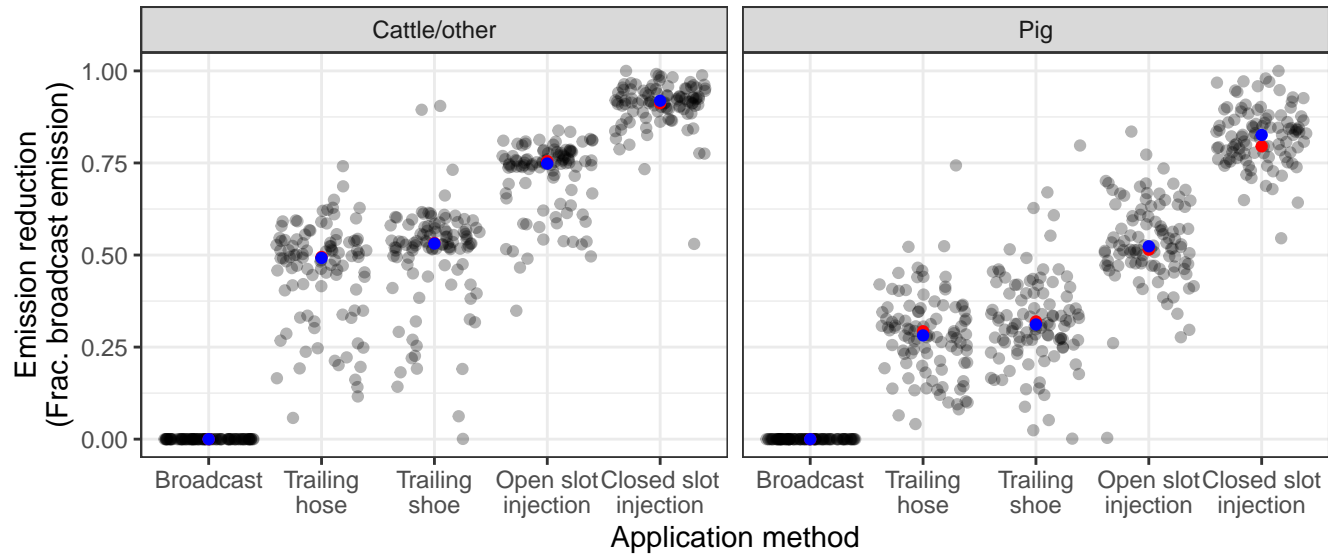 Cattle/other
Pig
Emission reduction
(Frac. broadcast emission)
1.00
0.75
0.50
0.25
0.00
Broadcast
Trailing
hose
Trailing
shoe
Open slot
injection
Closed slot
injection
Broadcast
Trailing
hose
Trailing
shoe
Open slot
injection
Closed slot
injection
Application method